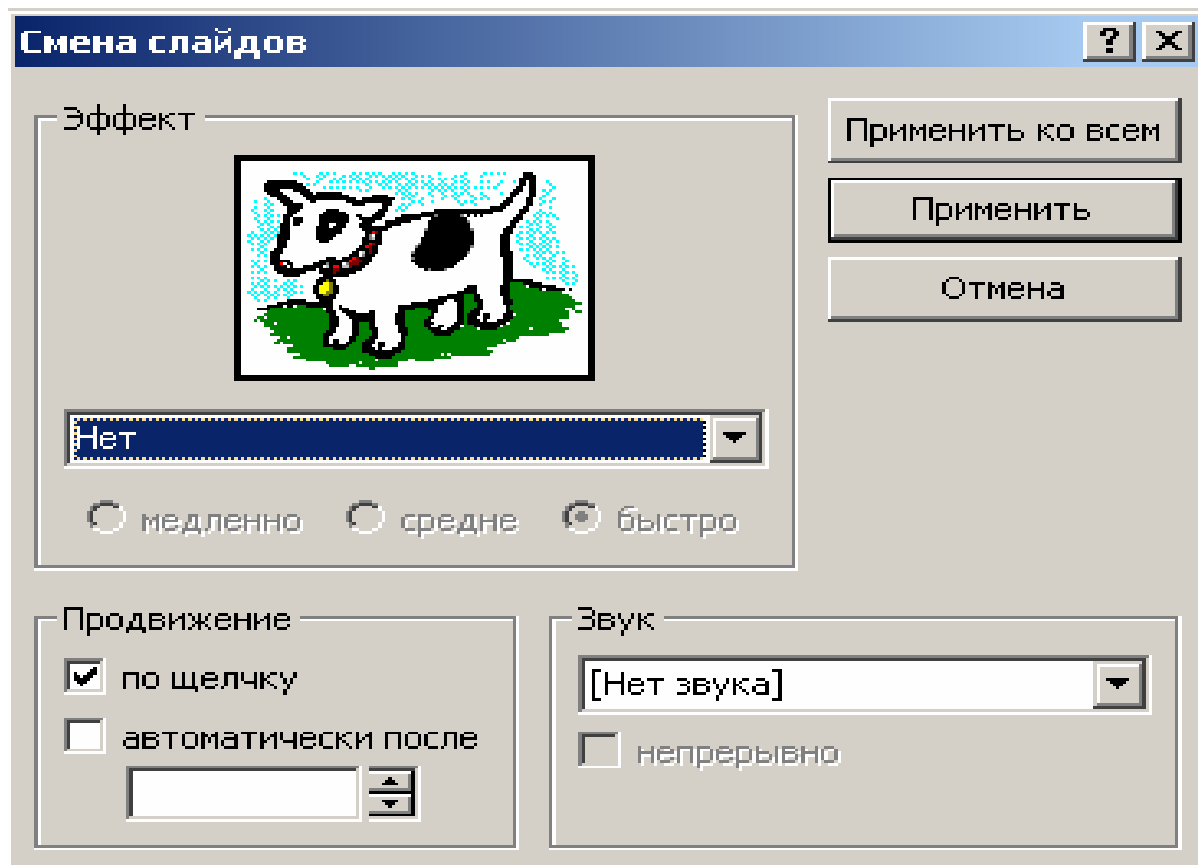 Смена слайдов
Эффект
Применить ко всем
Применить
Отмена
Нет
медленно средне быстро
Продвижение
по щелчку
автоматически после
Звук
[Нет звука]
непрерывно